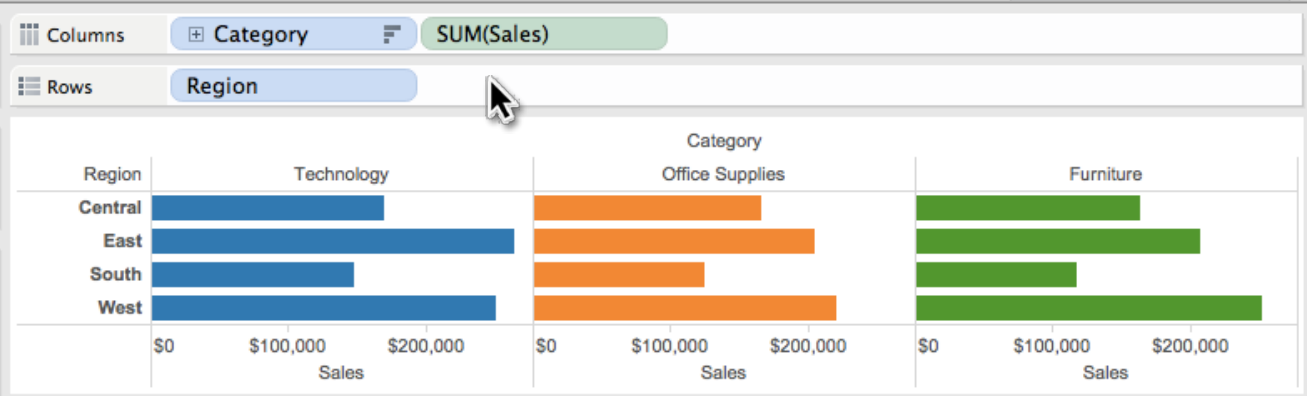 Columns Category SUM(Sales)
Rows Region
Category
Region Technology Office Supplies Furniture
Central
East
South
West
$0 $100,000 $200,000 $0 $100,000 $200,000 $0 $100,000 $200,000
Sales Sales Sales